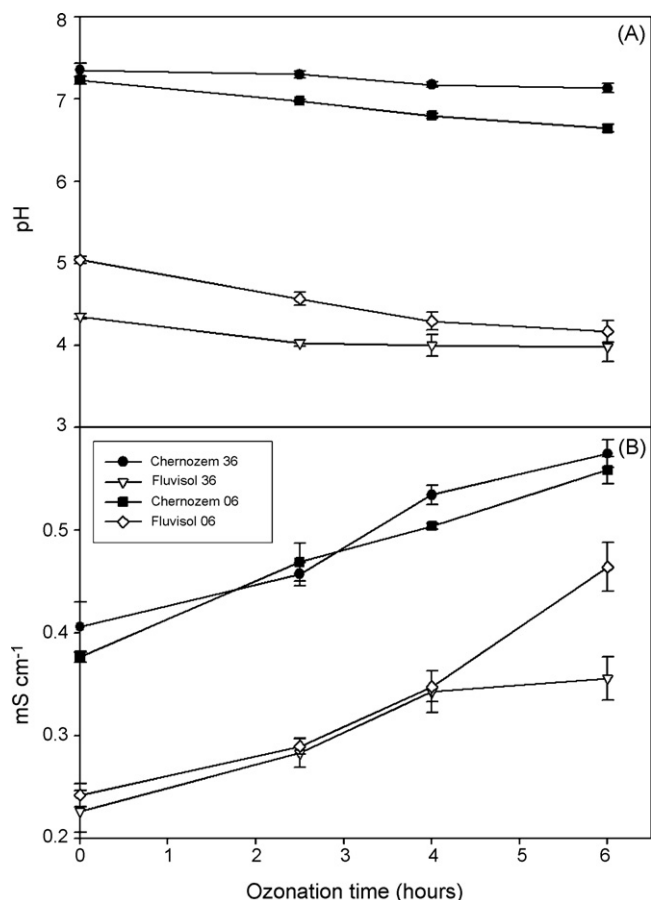 8
(A)
7
6
pH
5
4
3
(B)
Chernozem 36
Fluvisol 36
Chernozem 06
Fluvisol 06
0.5
0.4
mS cm⁻¹
0.3
0.2
0 1 2 3 4 5 6
Ozonation time (hours)